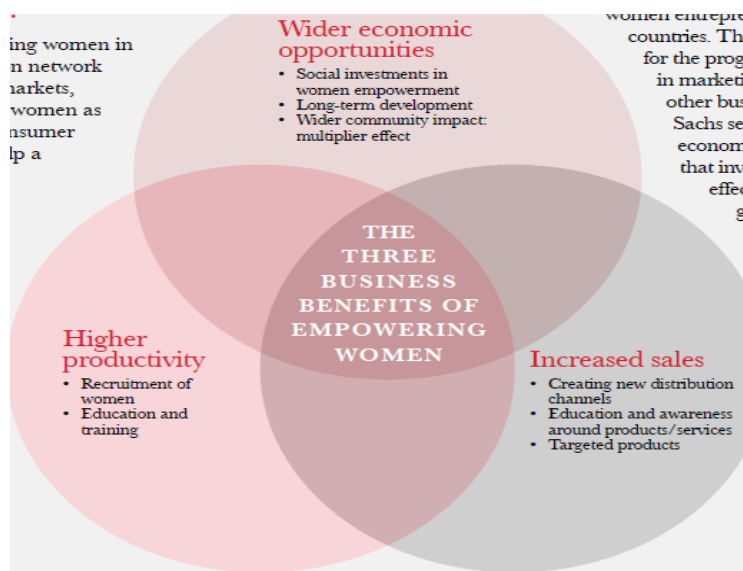 ing women in
n network
narkets,
women as
nsumer
lp a
Wider economic
opportunities
• Social investments in
women empowerment
• Long-term development
• Wider community impact:
multiplier effect
women entrepre
countries. Th
for the prog
in marketi
other busi
Sachs se
econom
that inv
effec
g
THE
THREE
BUSINESS
BENEFITS OF
EMPOWERING
WOMEN
Higher
productivity
• Recruitment of
women
• Education and
training
Increased sales
• Creating new distribution
channels
• Education and awareness
around products/services
• Targeted products